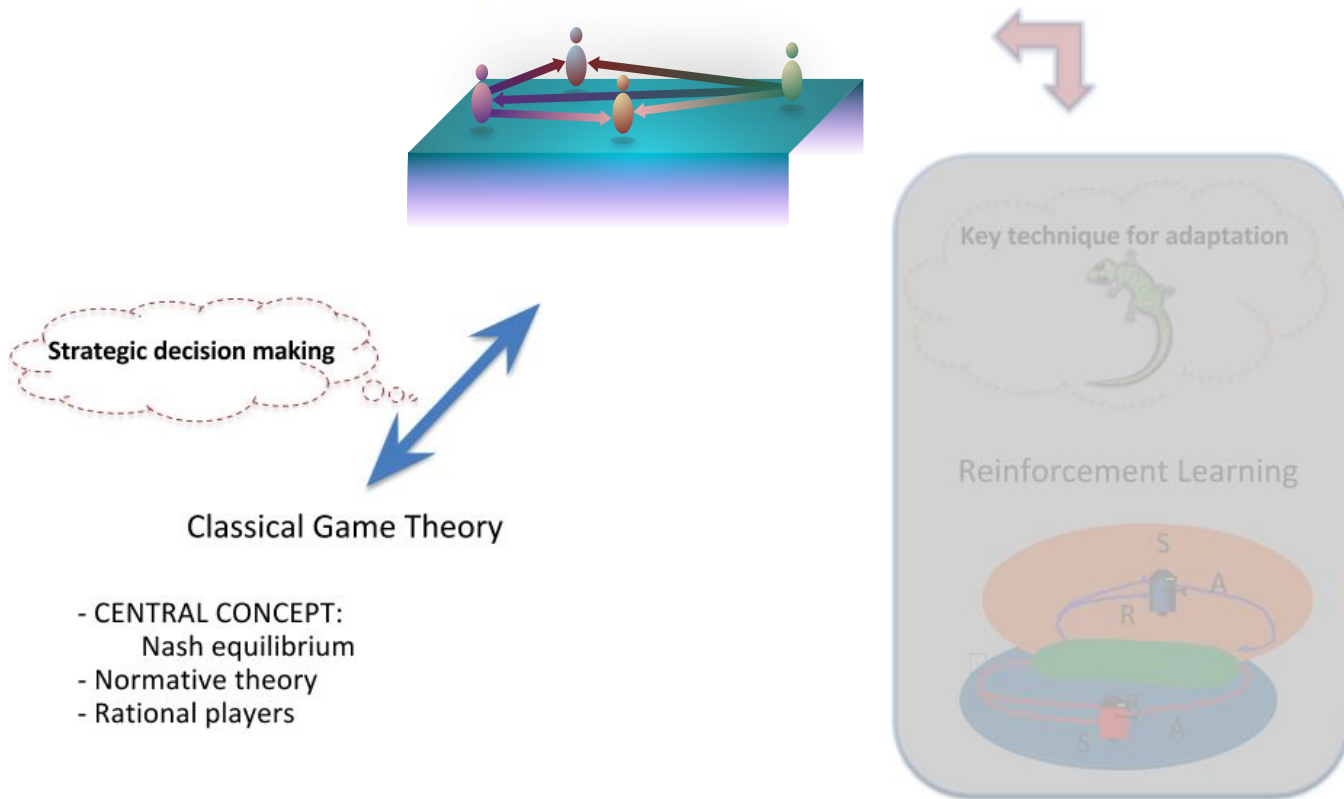 Strategic decision making
Classical Game Theory
- CENTRAL CONCEPT:
Nash equilibrium
- Normative theory
- Rational players
Key technique for adaptation
Reinforcement Learning
S
A
R
R
S
A